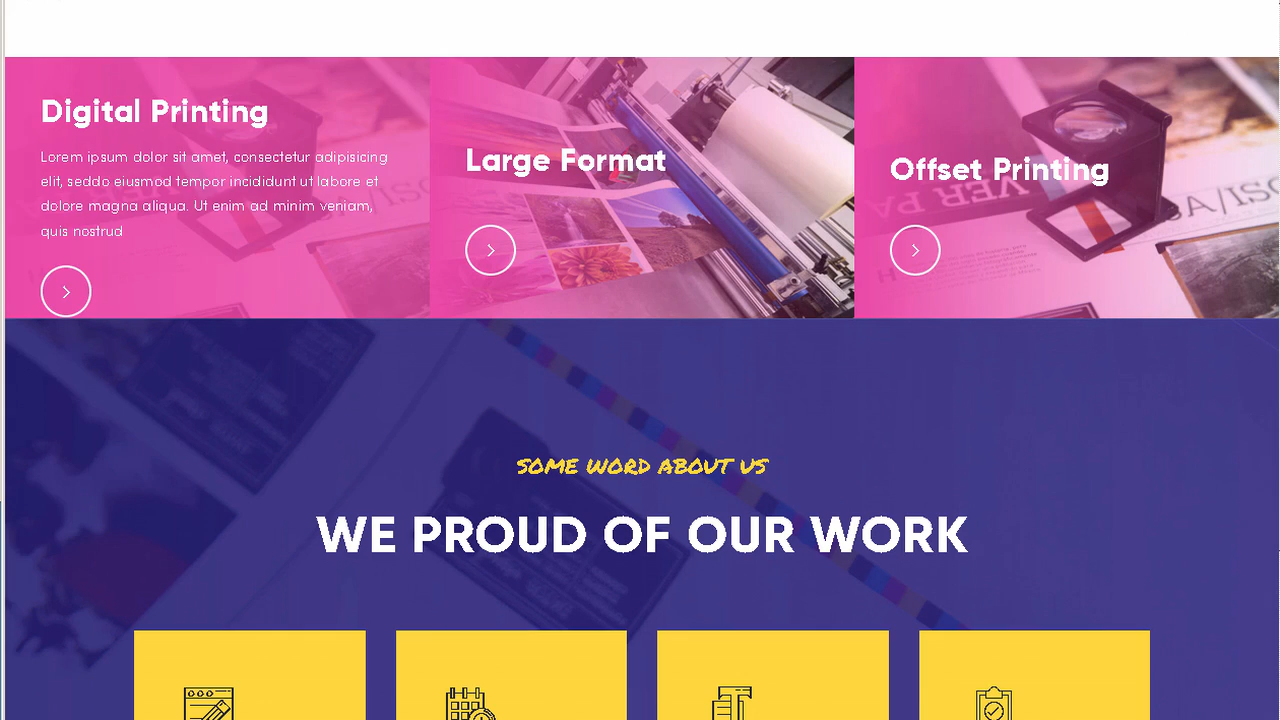 Digital Printing
Lorem ipsum dolor sit amet, consectetur adipisicing
elit, seddo eiusmod tempor incididunt ut labore et
dolore magna aliqua. Ut enim ad minim veniam,
quis nostrud
Large Format
Offset Printing
SOME WORD ABOUT US
WE PROUD OF OUR WORK